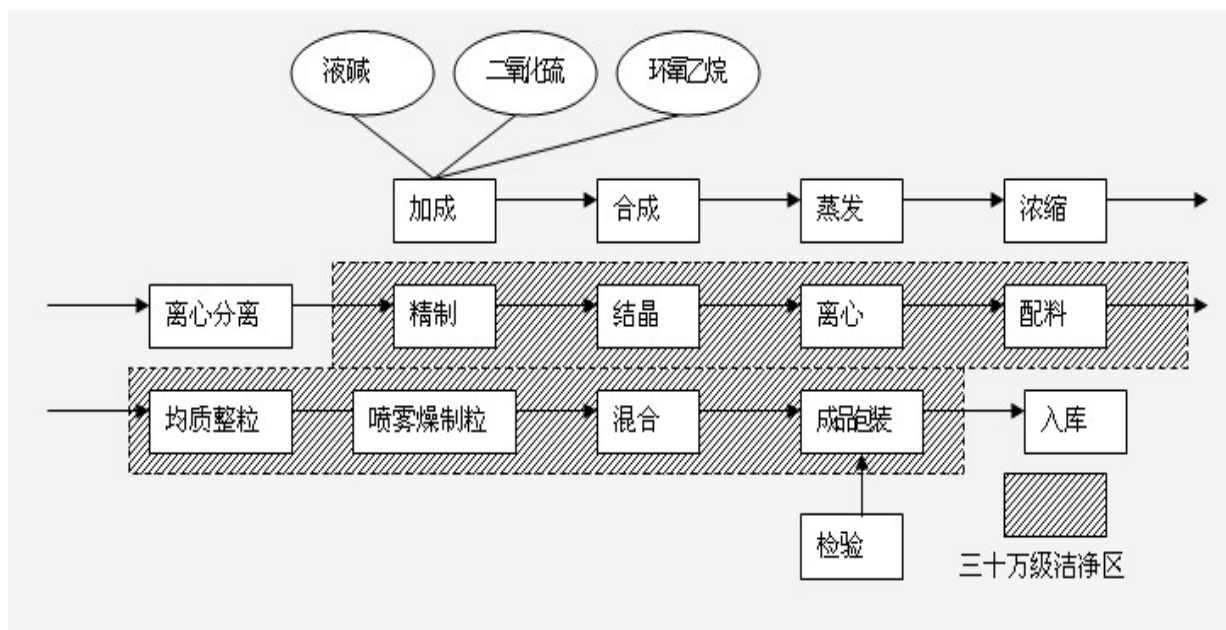 液碱
二氧化硫
环氧乙烷
加成
合成
蒸发
浓缩
离心分离
精制
结晶
离心
配料
均质整粒
喷雾燥制粒
混合
成品包装
入库
检验
三十万级洁净区